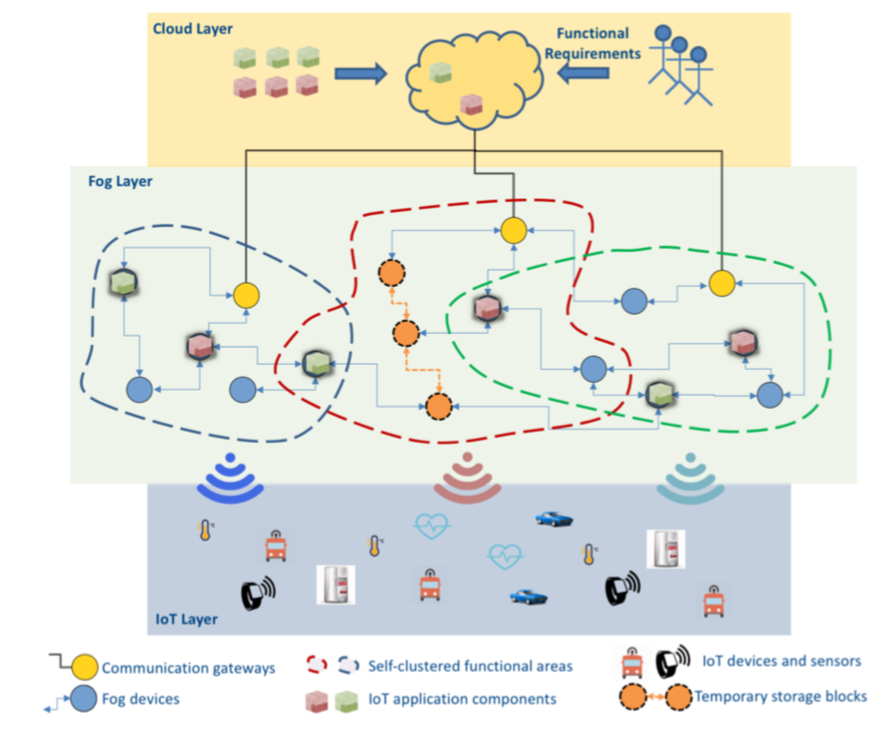 Cloud Layer
Functional
Requirements
Fog Layer
IoT Layer
Communication gateways
Self-clustered functional areas
IoT devices and sensors
Fog devices
IoT application components
Temporary storage blocks